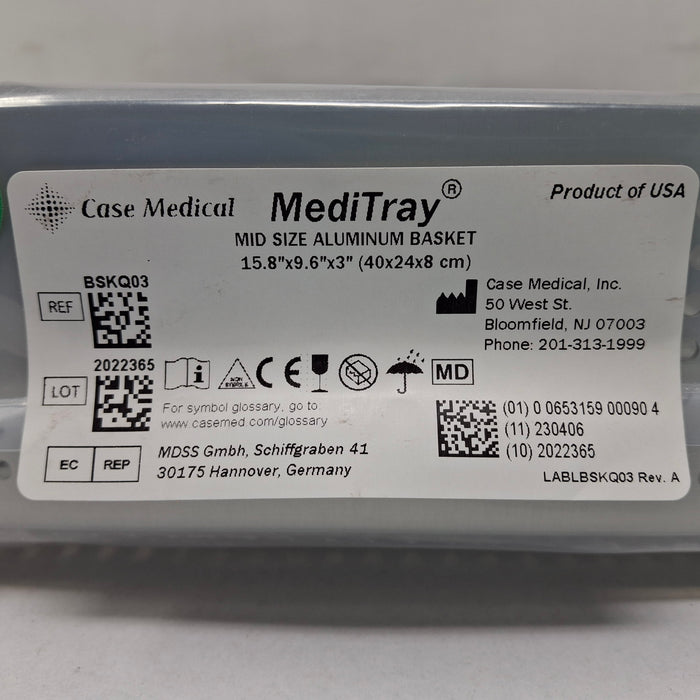 Case Medical
MediTray®
Product of USA
MID SIZE ALUMINUM BASKET
15.8"x9.6"x3" (40x24x8 cm)
BSKQ03
REF
Case Medical, Inc.
50 West St.
Bloomfield, NJ 07003
Phone: 201-313-1999
2022365
LOT
i
NON
STERILE
CE
MD
For symbol glossary, go to
www.casemed.com/glossary
(01) 0 0653159 00090 4
(11) 230406
(10) 2022365
EC REP
MDSS Gmbh, Schiffgraben 41
30175 Hannover, Germany
LABLBSKQ03 Rev. A